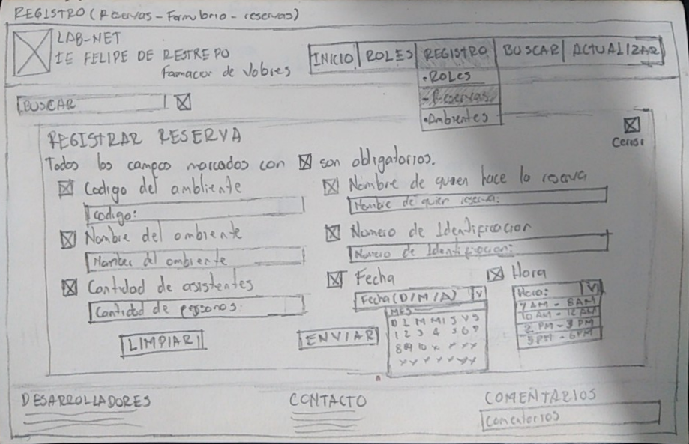 REGISTRO (Reservas - Formulario - reservas)
LAB-NET
IE FELIPE DE RESTREPO
Formador de Valores
INICIO ROLES REGISTRO BUSCAR ACTUALIZAR
• ROLES
- Reservas
• Ambientes
BUSCAR
REGISTRAR RESERVA
Cerrar
Todos los campos marcados con son obligatorios.
Codigo del ambiente
Nombre de quien hace la reserva
Codigo:
Nombre de quien reserva:
Nombre del ambiente
Numero de Identificacion
Nombre del ambiente
Numero de Identificacion:
Cantidad de asistentes
Fecha
Hora
Cantidad de personas
Fecha (D/M/A) V
Hora: V
MES
D L M M J V S
1 2 3 4 5 6 7
8 9 10
7 AM - 8 AM
10 AM - 12 AM
2 PM - 3 PM
5 PM - 6 PM
LIMPIAR
ENVIAR
DESARROLLADORES
CONTACTO
COMENTARIOS
Comentarios